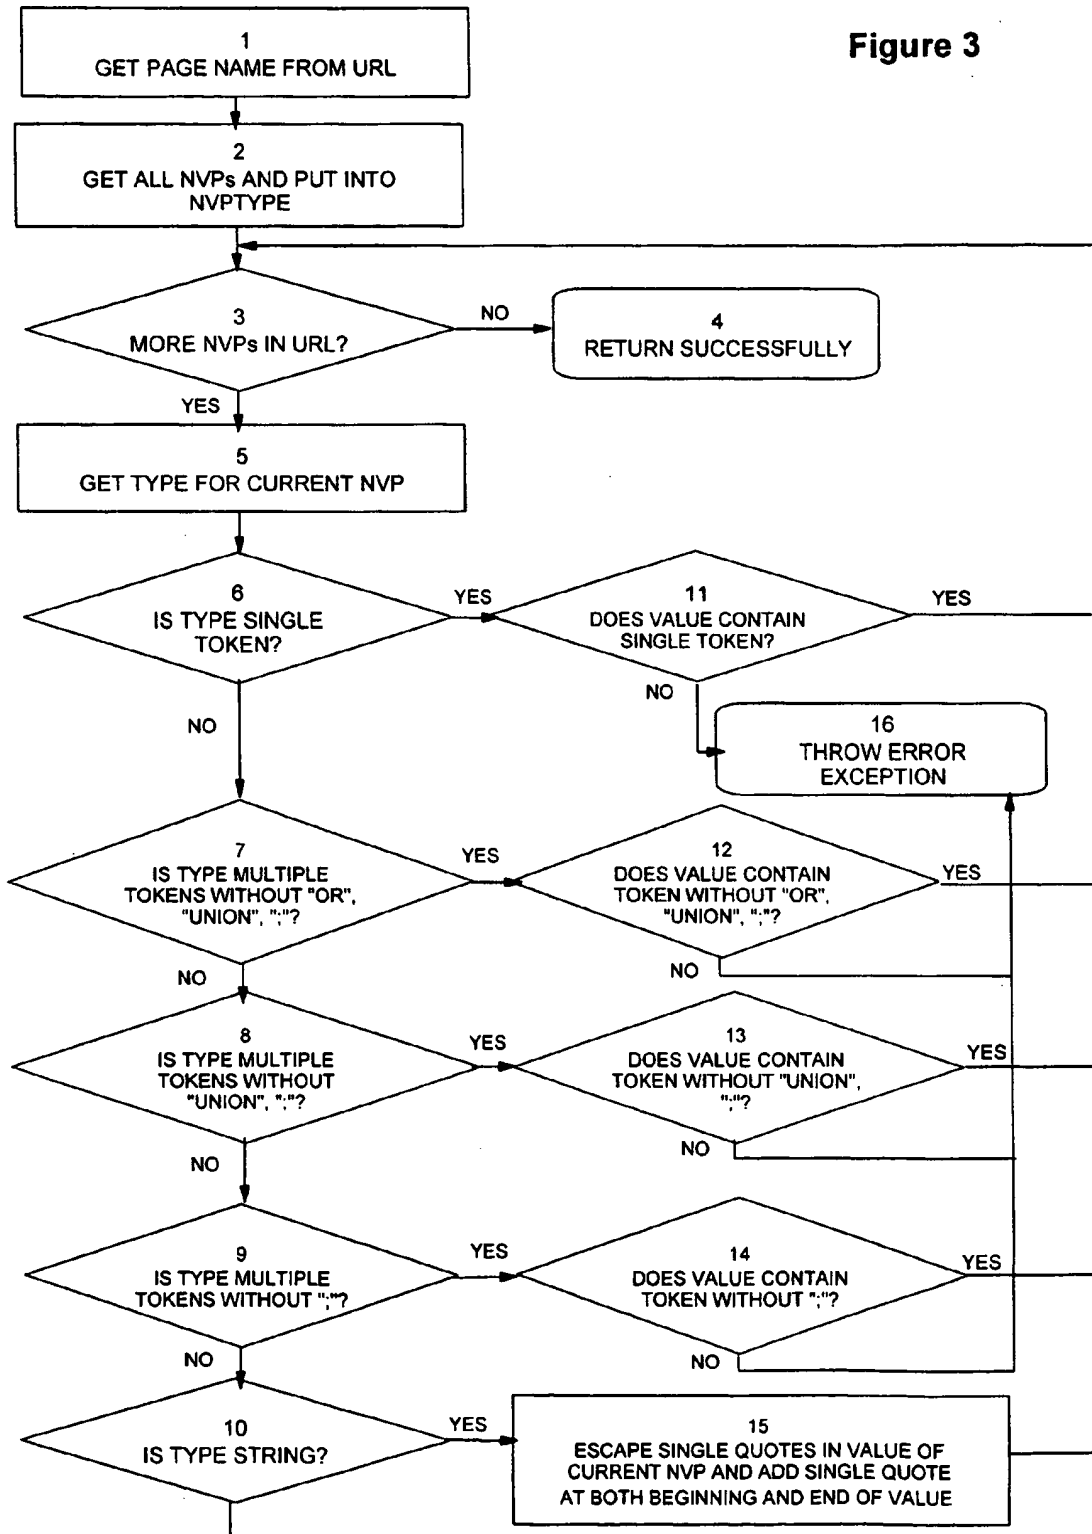 Figure 3
1
GET PAGE NAME FROM URL
2
GET ALL NVPs AND PUT INTO
NVPTYPE
3
MORE NVPs IN URL?
NO
4
RETURN SUCCESSFULLY
YES
5
GET TYPE FOR CURRENT NVP
6
IS TYPE SINGLE
TOKEN?
YES
11
DOES VALUE CONTAIN
SINGLE TOKEN?
YES
NO
NO
16
THROW ERROR
EXCEPTION
7
IS TYPE MULTIPLE
TOKENS WITHOUT "OR",
"UNION", ";"?
YES
12
DOES VALUE CONTAIN
TOKEN WITHOUT "OR",
"UNION", ";"?
YES
NO
NO
8
IS TYPE MULTIPLE
TOKENS WITHOUT
"UNION", ";"?
YES
13
DOES VALUE CONTAIN
TOKEN WITHOUT "UNION",
";"?
YES
NO
NO
9
IS TYPE MULTIPLE
TOKENS WITHOUT ";"?
YES
14
DOES VALUE CONTAIN
TOKEN WITHOUT ";"?
YES
NO
NO
10
IS TYPE STRING?
YES
15
ESCAPE SINGLE QUOTES IN VALUE OF
CURRENT NVP AND ADD SINGLE QUOTE
AT BOTH BEGINNING AND END OF VALUE